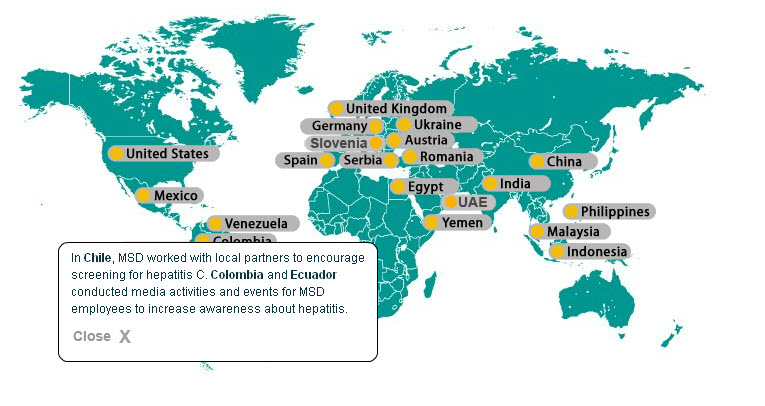 United Kingdom
Germany
Ukraine
Slovenia
Austria
United States
Spain
Serbia
Romania
China
Mexico
Egypt
India
UAE
Philippines
Venezuela
Yemen
Malaysia
Colombia
Indonesia
In Chile, MSD worked with local partners to encourage
screening for hepatitis C. Colombia and Ecuador
conducted media activities and events for MSD
employees to increase awareness about hepatitis.
Close X